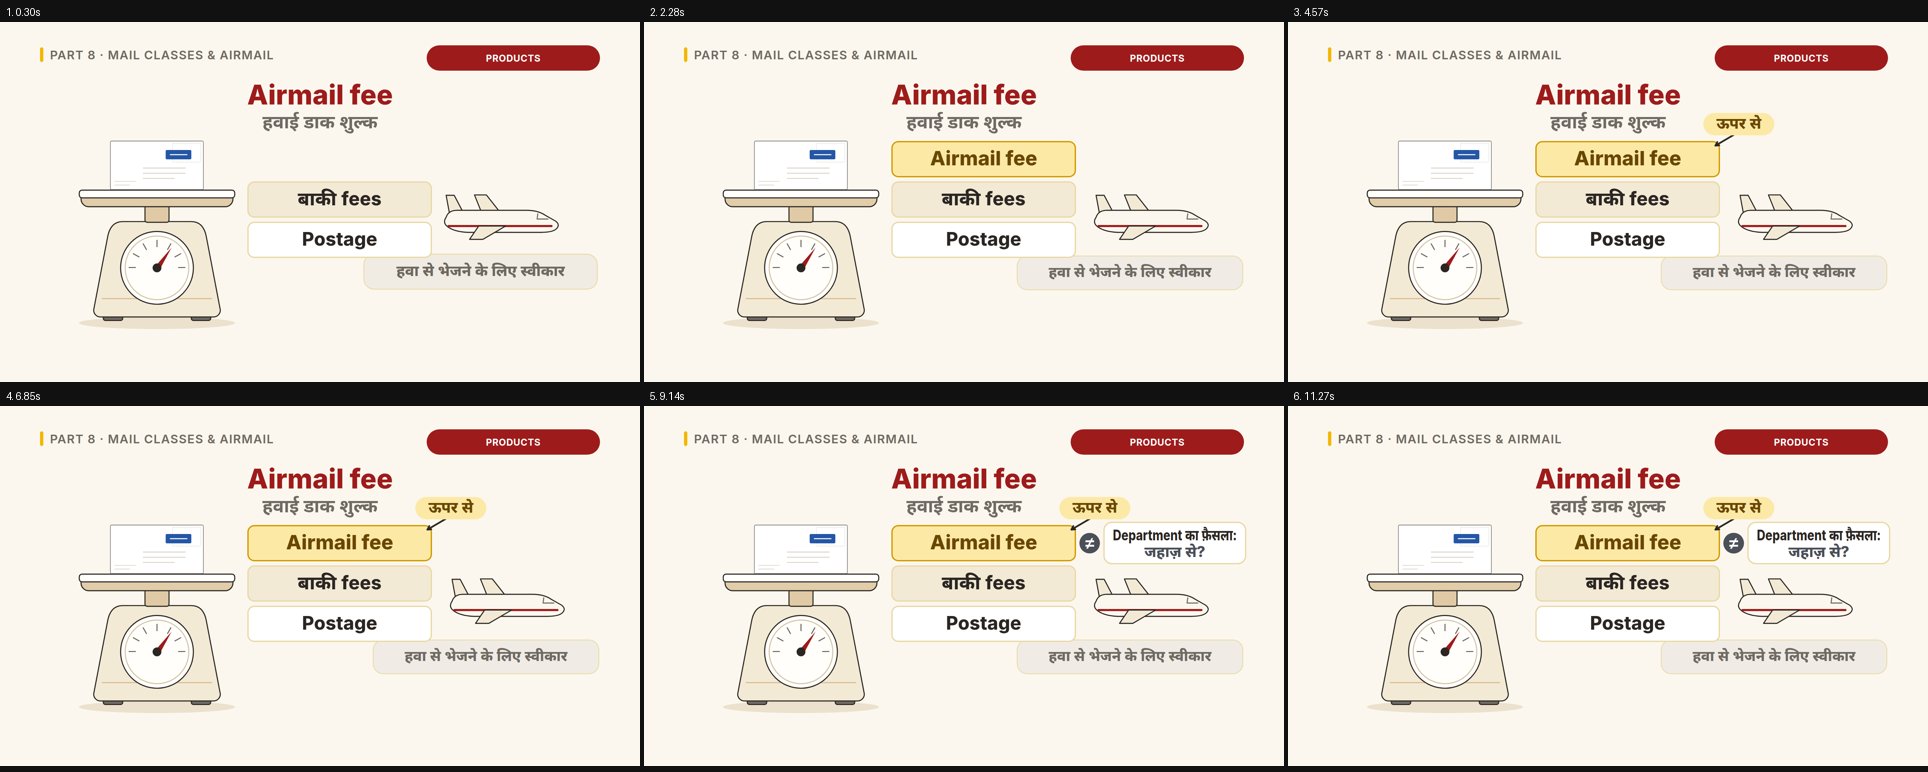 1. 0.30s
PART 8 · MAIL CLASSES & AIRMAIL
PRODUCTS
Airmail fee
हवाई डाक शुल्क
बाकी fees
Postage
हवा से भेजने के लिए स्वीकार
2. 2.28s
PART 8 · MAIL CLASSES & AIRMAIL
PRODUCTS
Airmail fee
हवाई डाक शुल्क
Airmail fee
बाकी fees
Postage
हवा से भेजने के लिए स्वीकार
3. 4.57s
PART 8 · MAIL CLASSES & AIRMAIL
PRODUCTS
Airmail fee
हवाई डाक शुल्क
ऊपर से
Airmail fee
बाकी fees
Postage
हवा से भेजने के लिए स्वीकार
4. 6.85s
PART 8 · MAIL CLASSES & AIRMAIL
PRODUCTS
Airmail fee
हवाई डाक शुल्क
ऊपर से
Airmail fee
बाकी fees
Postage
हवा से भेजने के लिए स्वीकार
5. 9.14s
PART 8 · MAIL CLASSES & AIRMAIL
PRODUCTS
Airmail fee
हवाई डाक शुल्क
ऊपर से
Airmail fee
≠
Department का फ़ैसला:
जहाज़ से?
बाकी fees
Postage
हवा से भेजने के लिए स्वीकार
6. 11.27s
PART 8 · MAIL CLASSES & AIRMAIL
PRODUCTS
Airmail fee
हवाई डाक शुल्क
ऊपर से
Airmail fee
≠
Department का फ़ैसला:
जहाज़ से?
बाकी fees
Postage
हवा से भेजने के लिए स्वीकार